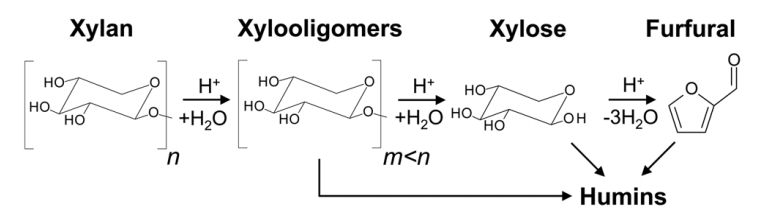 Xylan Xylooligomers Xylose Furfural
HO O HO HO O n
H⁺
+H₂O
HO O HO HO O m<n
H⁺
+H₂O
HO O HO HO OH
H⁺
-3H₂O
O O
Humins